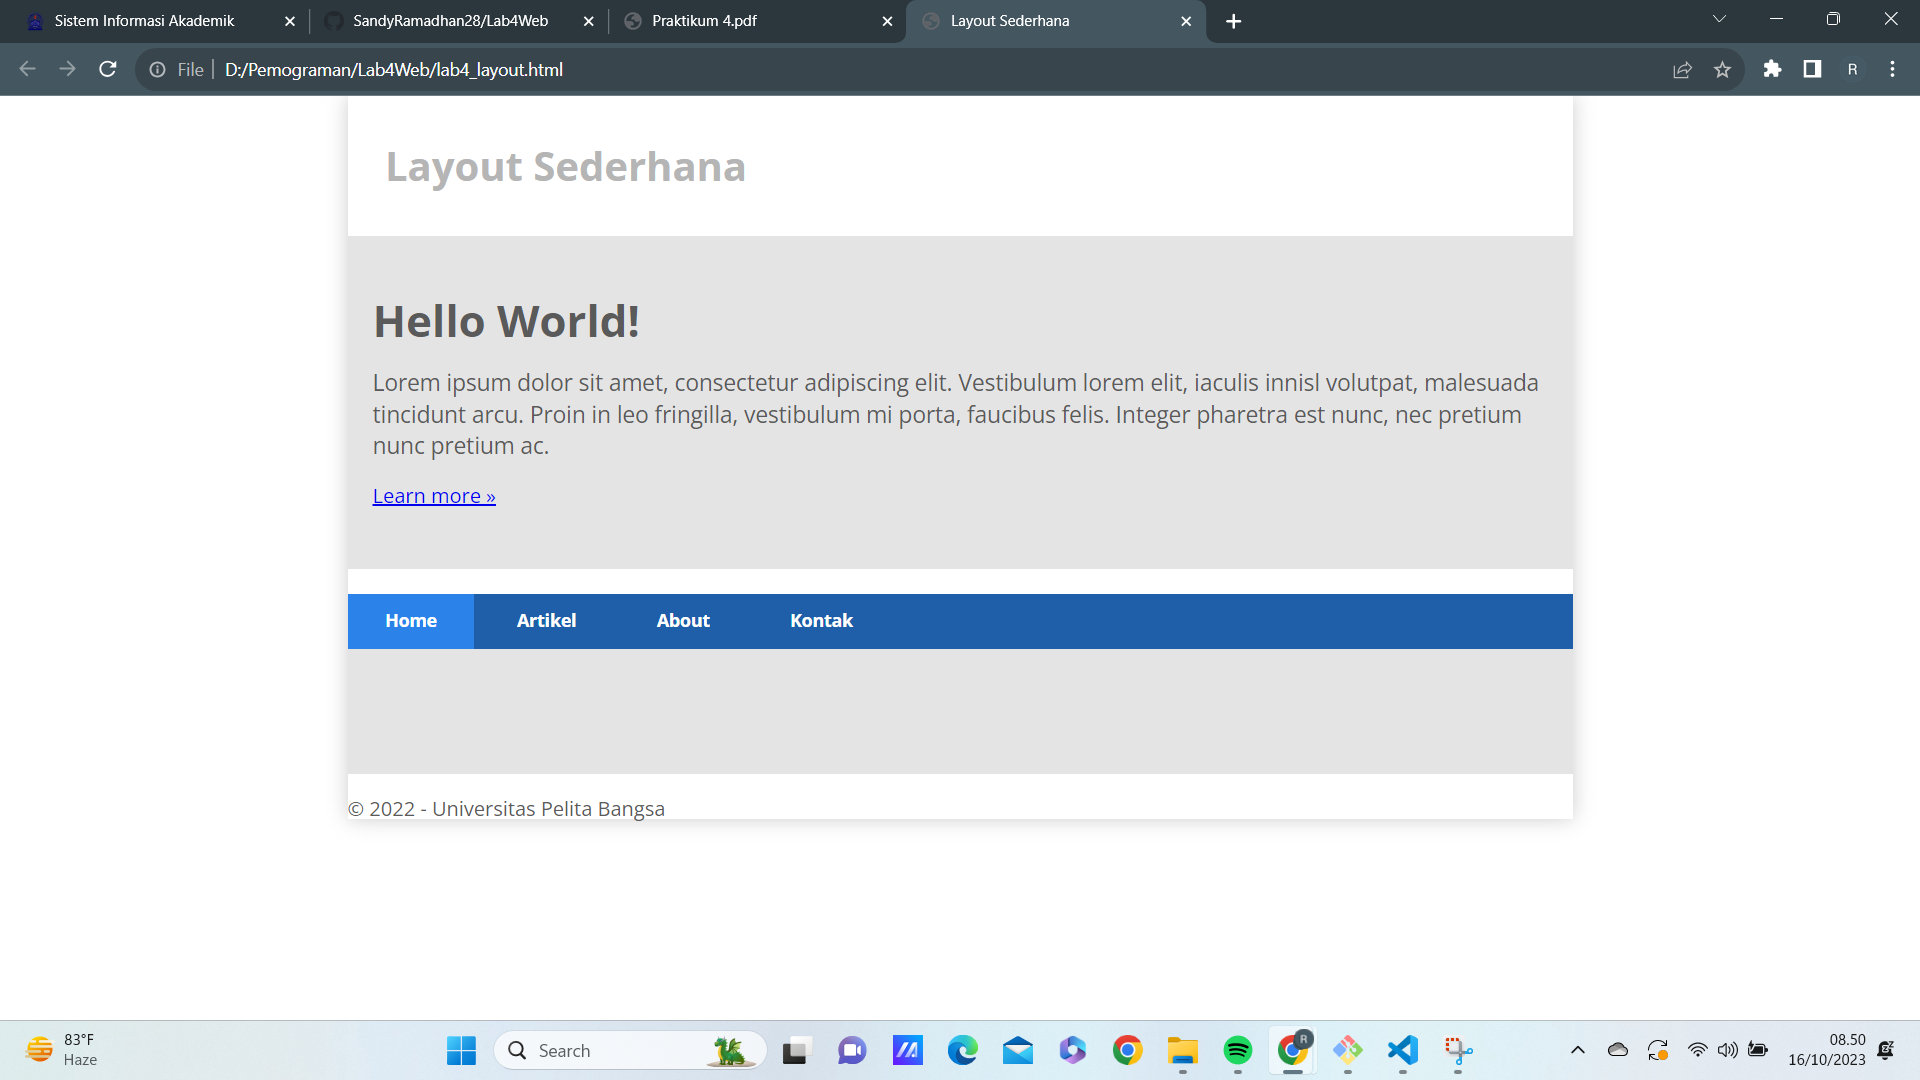 Sistem Informasi Akademik
SandyRamadhan28/Lab4Web
Praktikum 4.pdf
Layout Sederhana
File
D:/Pemograman/Lab4Web/lab4_layout.html
R
Layout Sederhana
Hello World!
Lorem ipsum dolor sit amet, consectetur adipiscing elit. Vestibulum lorem elit, iaculis innisl volutpat, malesuada
tincidunt arcu. Proin in leo fringilla, vestibulum mi porta, faucibus felis. Integer pharetra est nunc, nec pretium
nunc pretium ac.
Learn more »
Home Artikel About Kontak
© 2022 - Universitas Pelita Bangsa
83°F
Haze
Search
R
08.50
16/10/2023